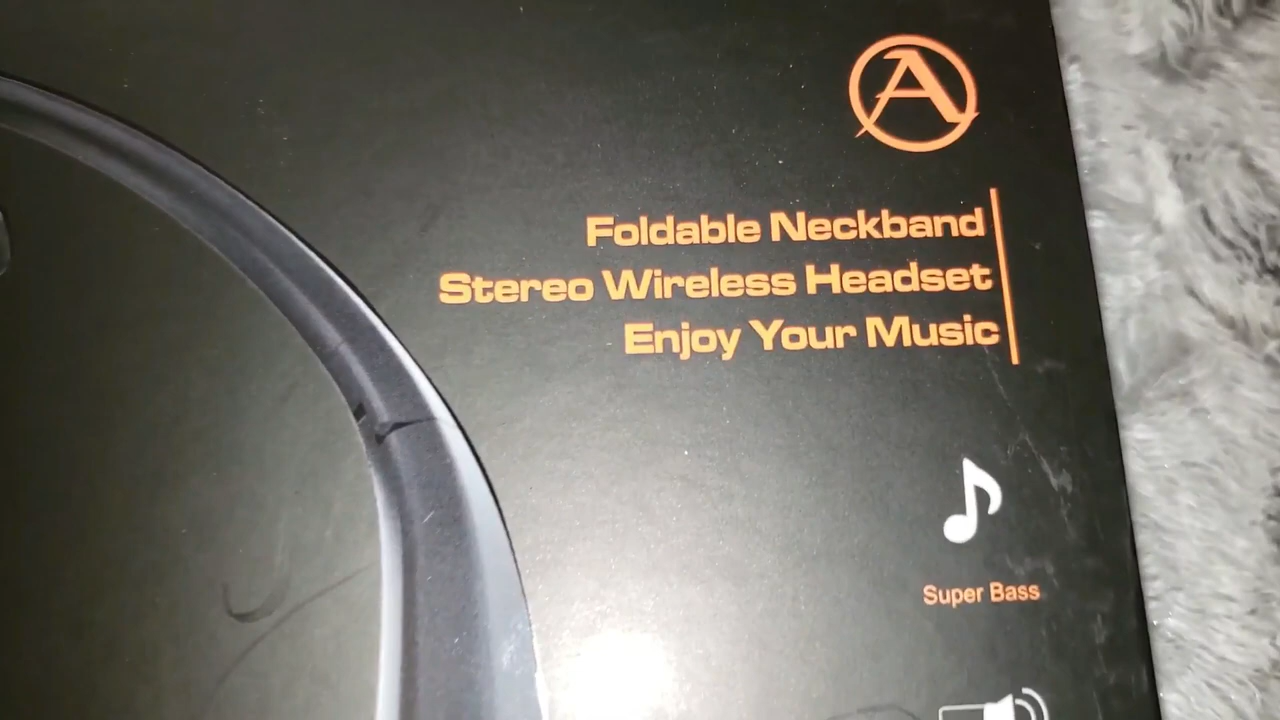 A
Foldable Neckband
Stereo Wireless Headset
Enjoy Your Music
Super Bass